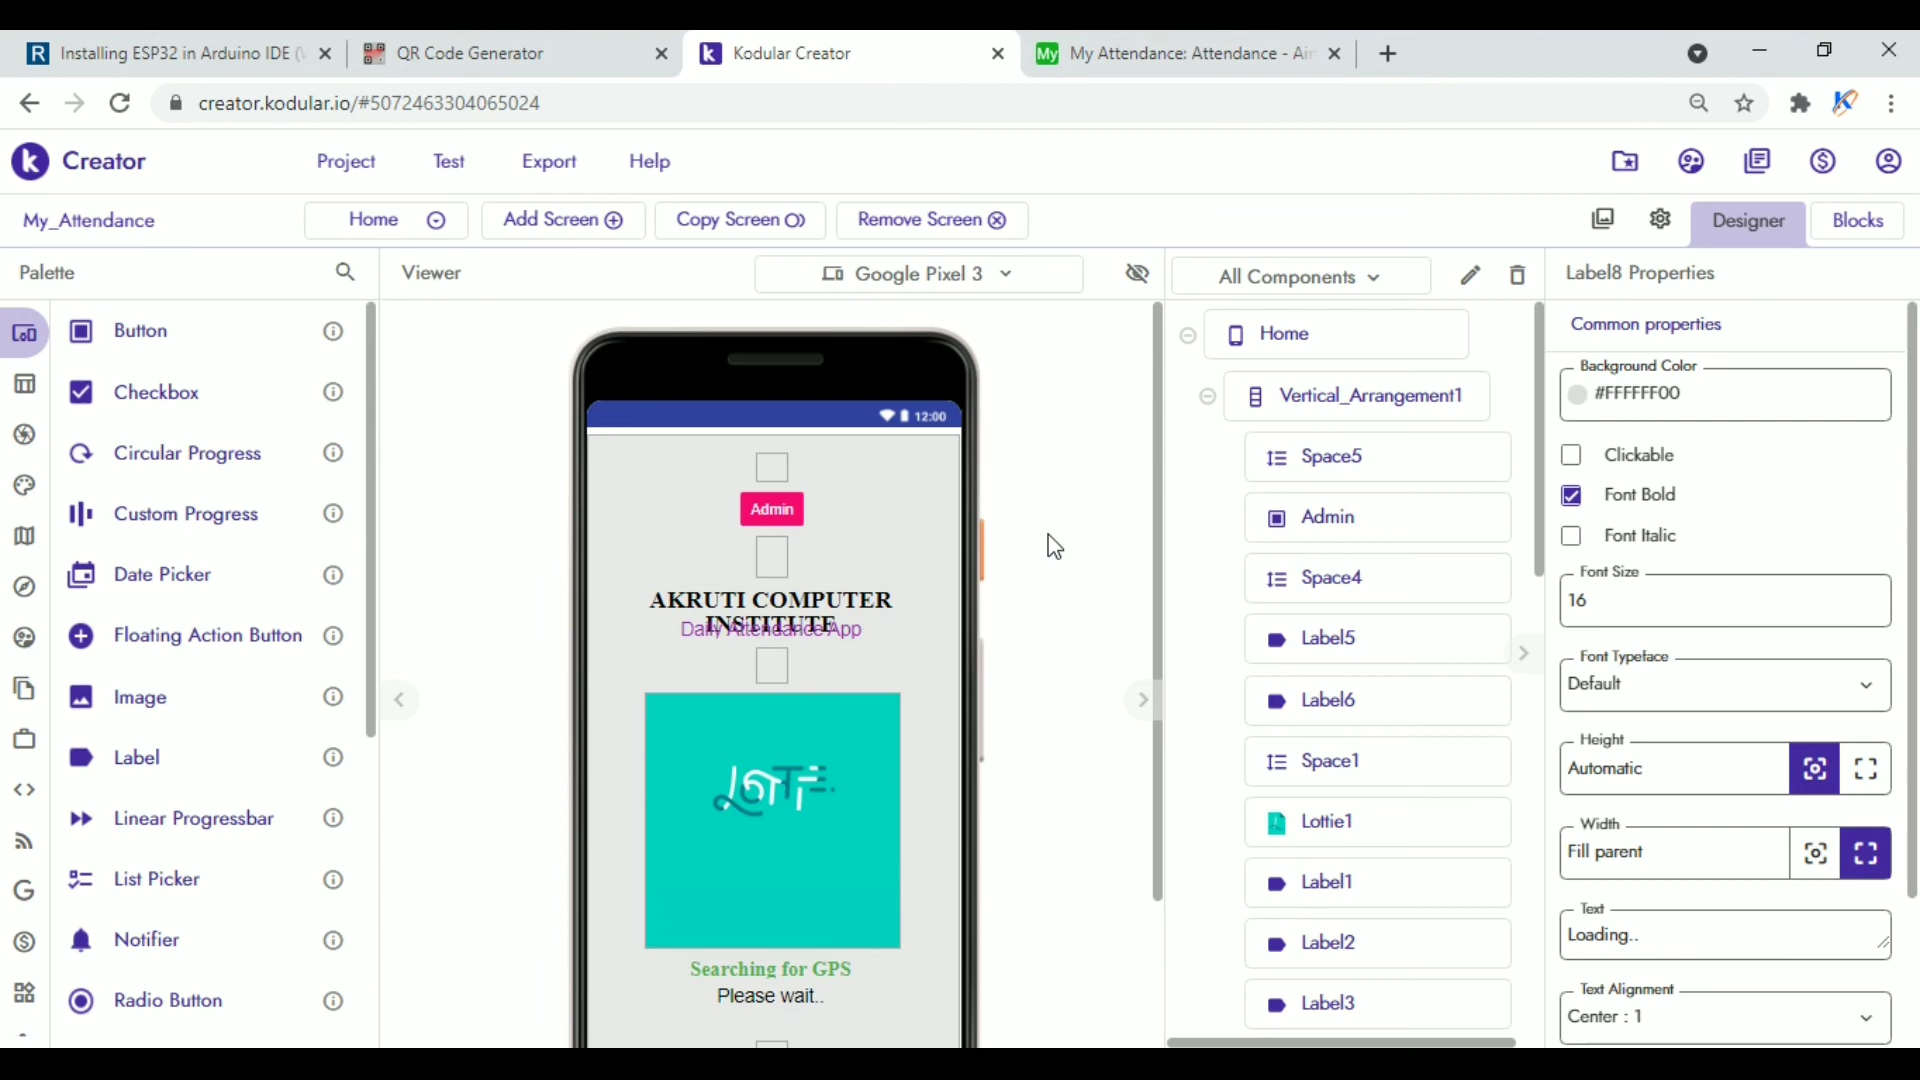 Installing ESP32 in Arduino IDE (
QR Code Generator
Kodular Creator
My Attendance: Attendance - Air
creator.kodular.io/#5072463304065024
Creator
Project
Test
Export
Help
My_Attendance
Home
Add Screen
Copy Screen
Remove Screen
Designer
Blocks
Palette
Viewer
Google Pixel 3
All Components
Label8 Properties
Button
Checkbox
Circular Progress
Custom Progress
Date Picker
Floating Action Button
Image
Label
Linear Progressbar
List Picker
Notifier
Radio Button
12:00
Admin
AKRUTI COMPUTER
INSTITUTE
Daily Attendance App
LOTTIE
Searching for GPS
Please wait..
Home
Vertical_Arrangement1
Space5
Admin
Space4
Label5
Label6
Space1
Lottie1
Label1
Label2
Label3
Common properties
Background Color
#FFFFFF00
Clickable
Font Bold
Font Italic
Font Size
16
Font Typeface
Default
Height
Automatic
Width
Fill parent
Text
Loading..
Text Alignment
Center : 1